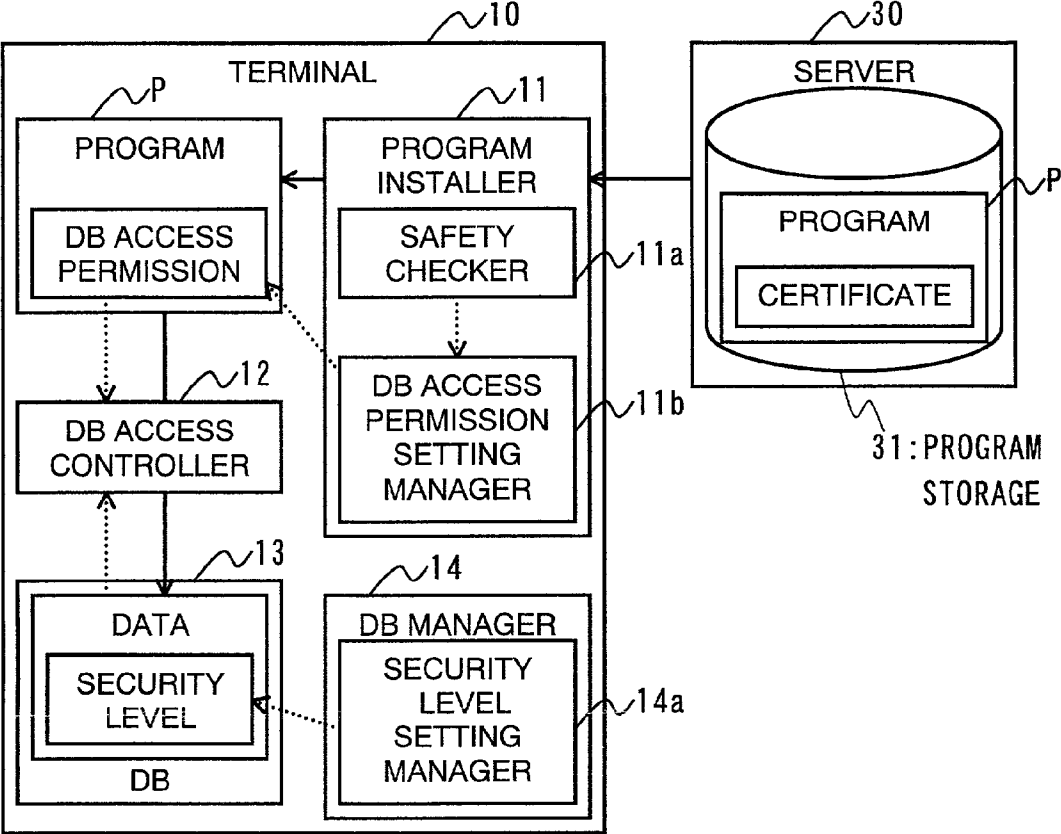 10
TERMINAL
P
PROGRAM
DB ACCESS
PERMISSION
11
PROGRAM
INSTALLER
SAFETY
CHECKER
11a
DB ACCESS
PERMISSION
SETTING
MANAGER
11b
12
DB ACCESS
CONTROLLER
13
DATA
SECURITY
LEVEL
DB
14
DB MANAGER
SECURITY
LEVEL
SETTING
MANAGER
14a
30
SERVER
P
PROGRAM
CERTIFICATE
31:PROGRAM
STORAGE